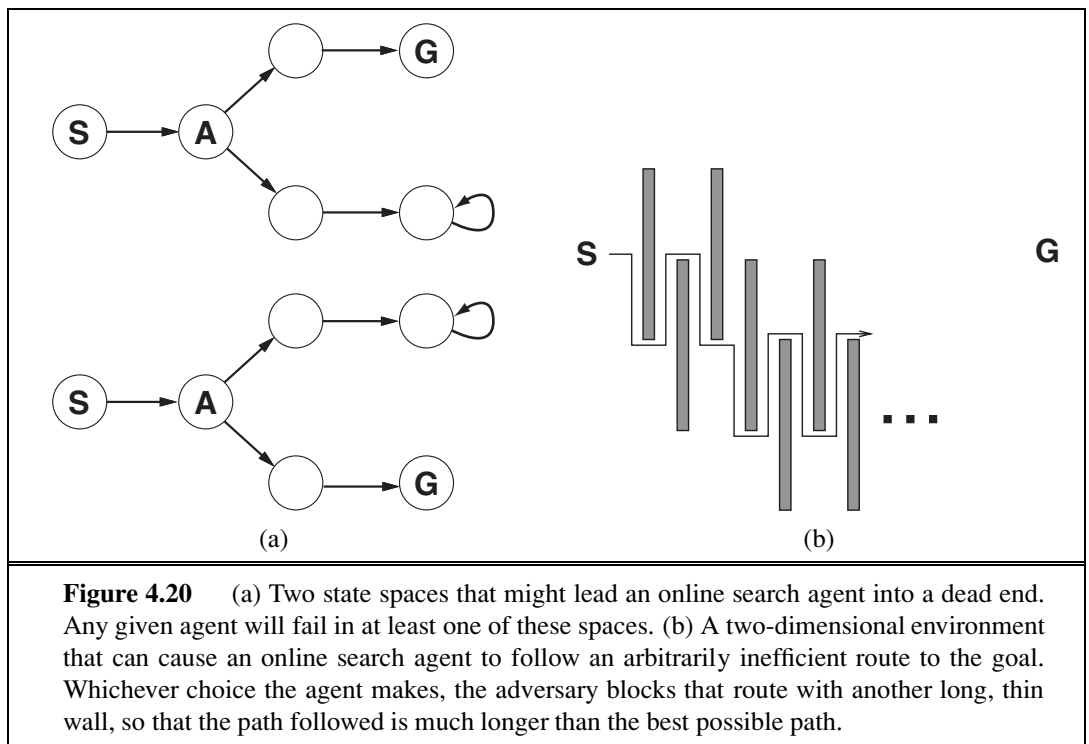 G
S A
S A
G
(a)
S G
...
(b)
Figure 4.20 (a) Two state spaces that might lead an online search agent into a dead end.
Any given agent will fail in at least one of these spaces. (b) A two-dimensional environment
that can cause an online search agent to follow an arbitrarily inefficient route to the goal.
Whichever choice the agent makes, the adversary blocks that route with another long, thin
wall, so that the path followed is much longer than the best possible path.